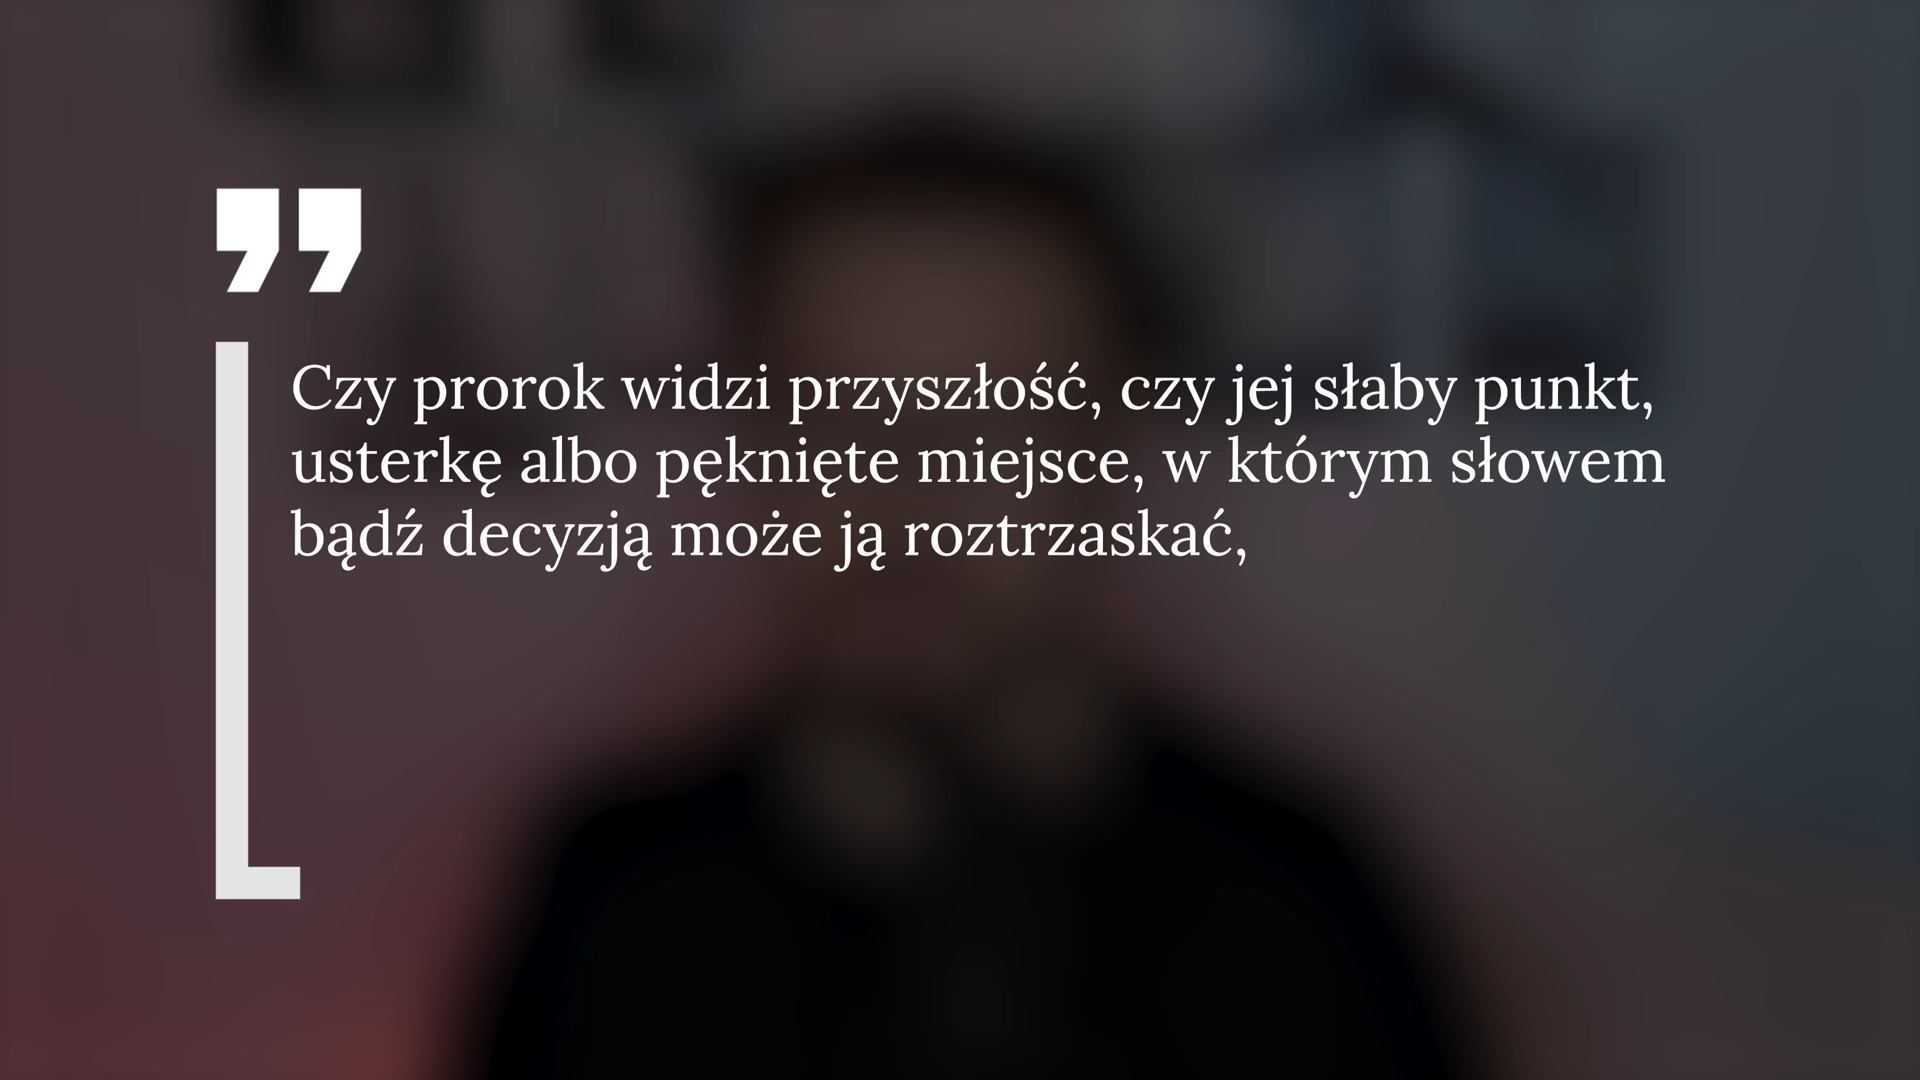 Czy prorok widzi przyszłość, czy jej słaby punkt,
usterkę albo pęknięte miejsce, w którym słowem
bądź decyzją może ją roztrzaskać,